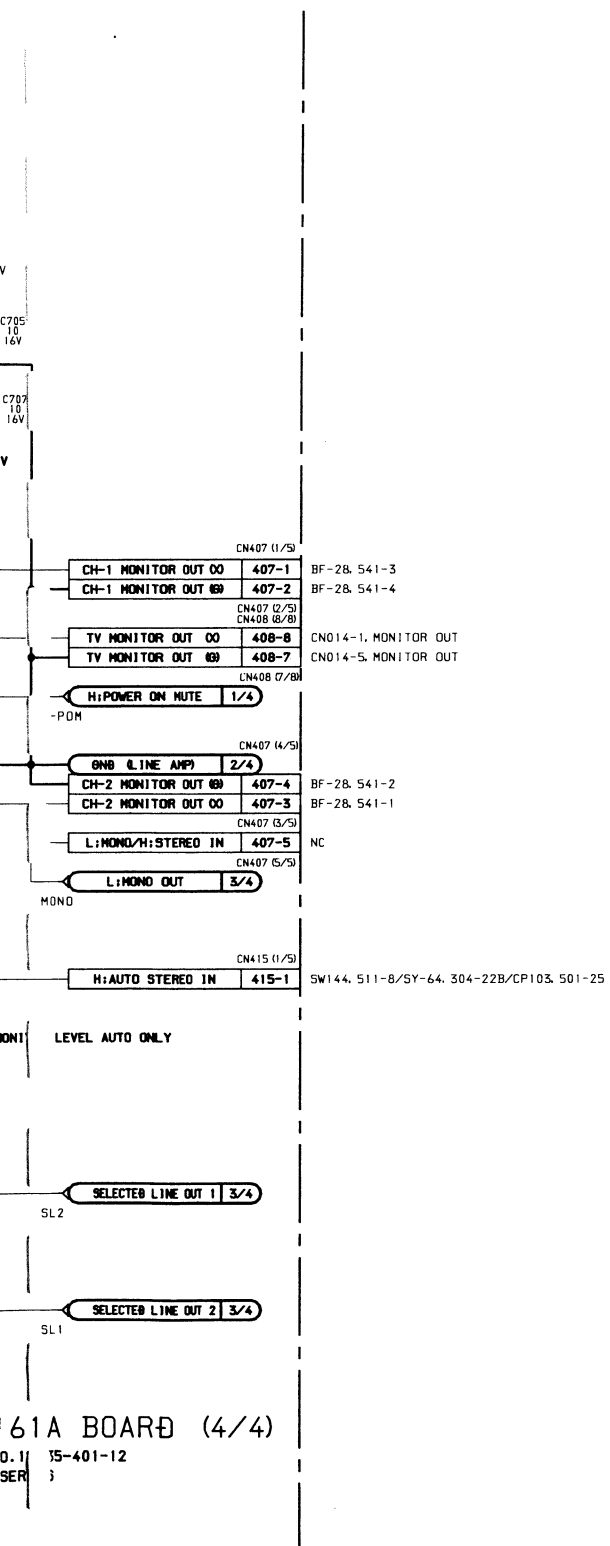 V
C705
10
16V
C707
10
16V
V
CN407 (1/5)
CH-1 MONITOR OUT (X) 407-1 BF-28, 541-3
CH-1 MONITOR OUT (G) 407-2 BF-28, 541-4
CN407 (2/5)
CN408 (8/8)
TV MONITOR OUT (X) 408-8 CN014-1, MONITOR OUT
TV MONITOR OUT (G) 408-7 CN014-5, MONITOR OUT
CN408 (7/8)
H:POWER ON MUTE 1/4
-POM
CN407 (4/5)
GND (LINE AMP) 2/4
CH-2 MONITOR OUT (G) 407-4 BF-28, 541-2
CH-2 MONITOR OUT (X) 407-3 BF-28, 541-1
CN407 (3/5)
L:MONO/H:STEREO IN 407-5 NC
CN407 (5/5)
L:MONO OUT 3/4
MONO
CN415 (1/5)
H:AUTO STEREO IN 415-1 SW144, 511-8/SY-64, 304-22B/CP103, 501-25
LEVEL AUTO ONLY
SELECTED LINE OUT 1 3/4
SL2
SELECTED LINE OUT 2 3/4
SL1
61A BOARD (4/4)
35-401-12
SER